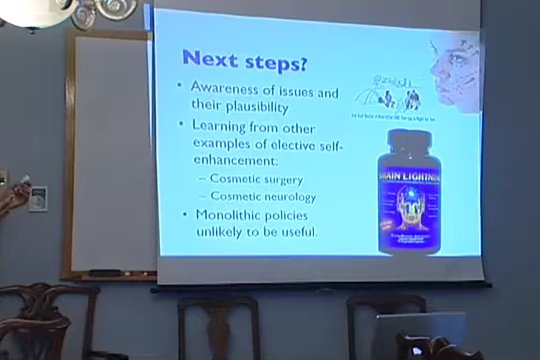 Next steps?
• Awareness of issues and
their plausibility
• Learning from other
examples of elective self-
enhancement:
– Cosmetic surgery
– Cosmetic neurology
• Monolithic policies
unlikely to be useful.
BRAIN LIGHTNING